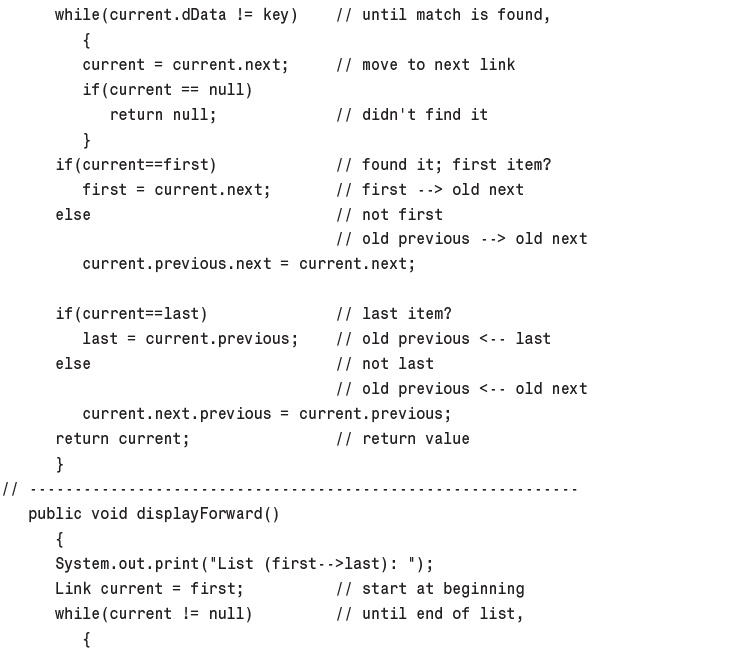 while(current.dData != key)    // until match is found,
{
current = current.next;     // move to next link
if(current == null)
return null;             // didn't find it
}
if(current==first)             // found it; first item?
first = current.next;       // first --> old next
else                           // not first
// old previous --> old next
current.previous.next = current.next;
if(current==last)              // last item?
last = current.previous;    // old previous <-- last
else                           // not last
// old previous <-- old next
current.next.previous = current.previous;
return current;                // return value
}
// -------------------------------------------------------------
public void displayForward()
{
System.out.print("List (first-->last): ");
Link current = first;          // start at beginning
while(current != null)         // until end of list,
{